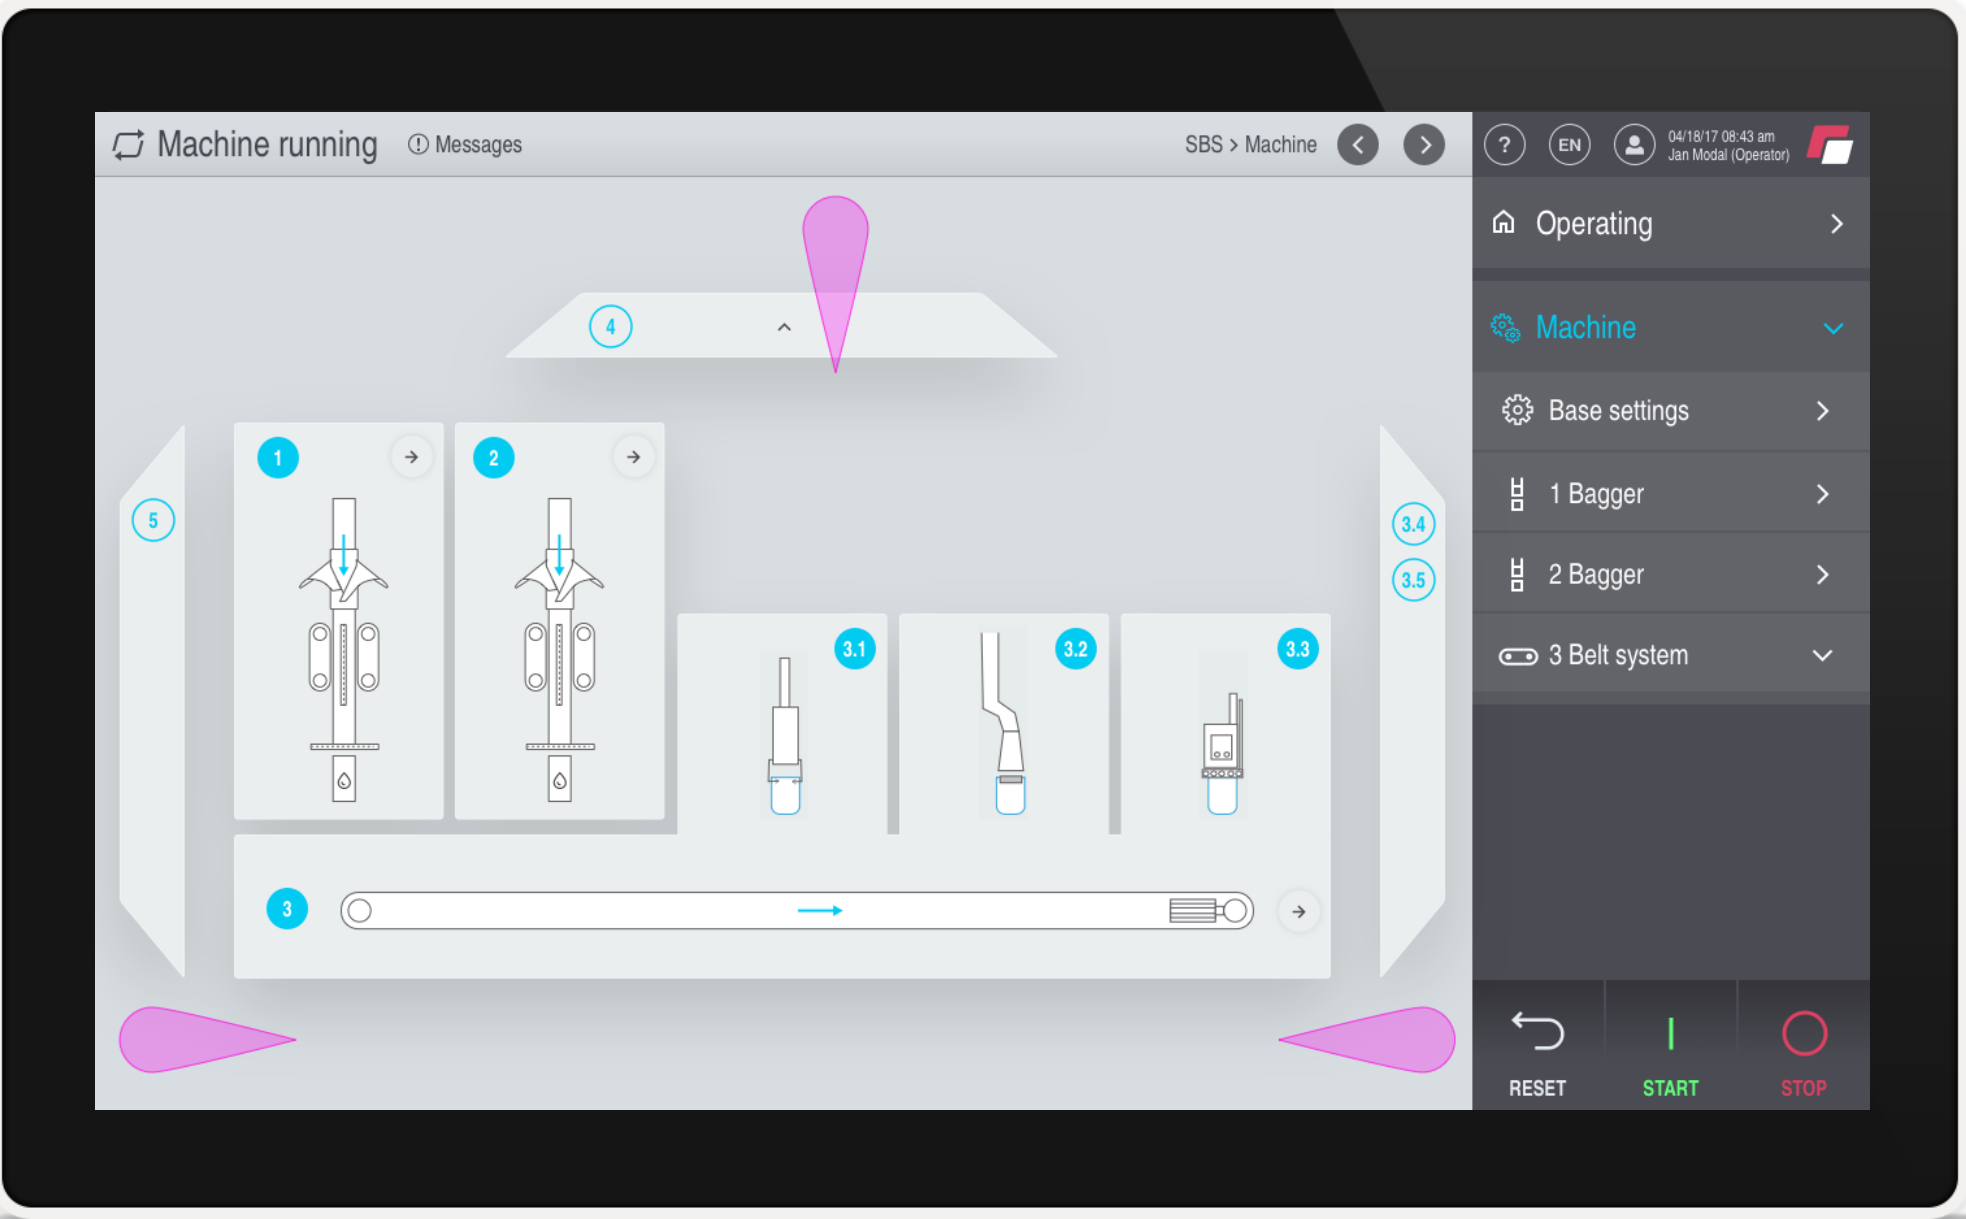 Machine running
Messages
SBS > Machine
?
EN
04/18/17 08:43 am
Jan Modal (Operator)
Operating
4
Machine
Base settings
1
2
1 Bagger
5
3.4
2 Bagger
3.5
3.1
3.2
3.3
3 Belt system
3
RESET
START
STOP